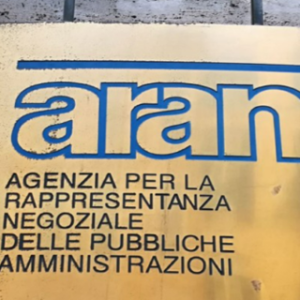 aran
AGENZIA PER LA
RAPPRESENTANZA
NEGOZIALE
DELLE PUBBLICHE
AMMINISTRAZIONI